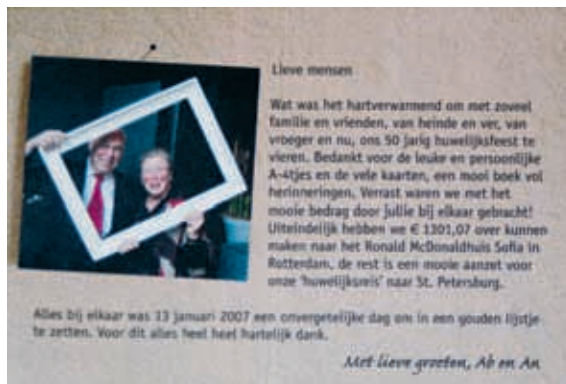 Lieve mensen
Wat was het hartverwarmend om met zoveel
familie en vrienden, van heinde en ver, van
vroeger en nu, ons 50 jarig huwelijksfeest te
vieren. Bedankt voor de leuke en persoonlijke
A-4tjes en de vele kaarten, een mooi boek vol
herinneringen. Verrast waren we met het
mooie bedrag door jullie bij elkaar gebracht!
Uiteindelijk hebben we € 1301,07 over kunnen
maken naar het Ronald McDonaldhuis Sofia in
Rotterdam, de rest is een mooie aanzet voor
onze 'huwelijksreis' naar St. Petersburg.
Alles bij elkaar was 13 januari 2007 een onvergetelijke dag om in een gouden lijstje
te zetten. Voor dit alles heel heel hartelijk dank.
Met lieve groeten, Ab en An